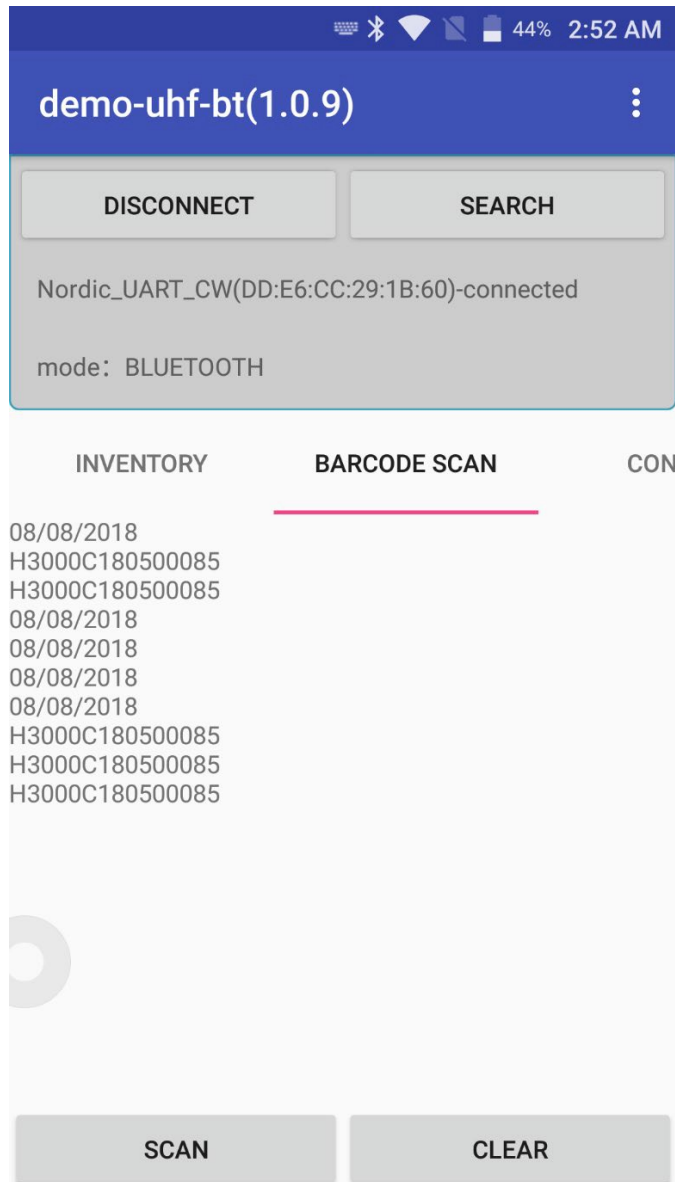 44% 2:52 AM
demo-uhf-bt(1.0.9)
DISCONNECT SEARCH
Nordic_UART_CW(DD:E6:CC:29:1B:60)-connected
mode：BLUETOOTH
INVENTORY BARCODE SCAN CON
08/08/2018
H3000C180500085
H3000C180500085
08/08/2018
08/08/2018
08/08/2018
08/08/2018
H3000C180500085
H3000C180500085
H3000C180500085
SCAN CLEAR